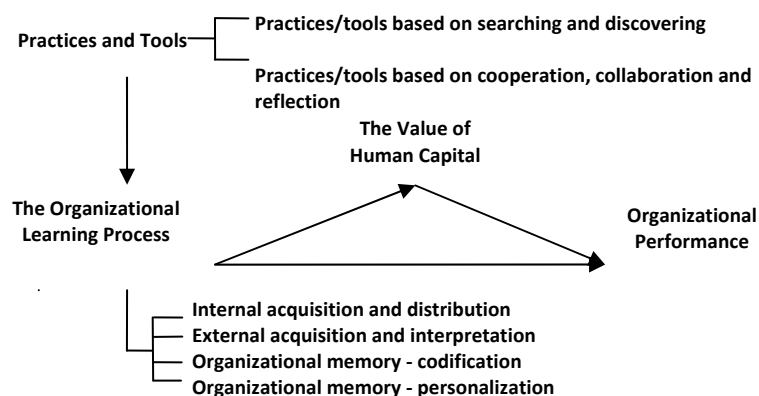 Practices/tools based on searching and discovering
Practices and Tools
Practices/tools based on cooperation, collaboration and
reflection
The Value of
Human Capital
The Organizational
Learning Process
Organizational
Performance
Internal acquisition and distribution
External acquisition and interpretation
Organizational memory - codification
Organizational memory - personalization